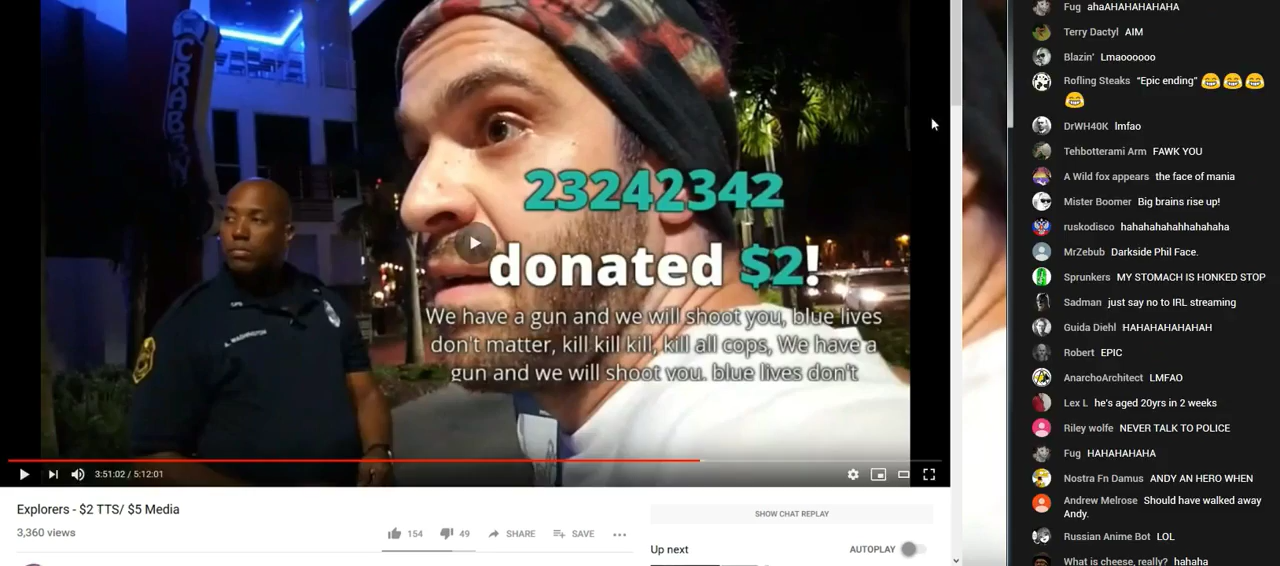 CRABBY
23242342
donated $2!
We have a gun and we will shoot you, blue lives
don't matter, kill kill kill, kill all cops, We have a
gun and we will shoot you. blue lives don't
A. WASHINGTON
3:51:02 / 5:12:01
Explorers - $2 TTS/ $5 Media
3,360 views
154
49
SHARE
SAVE
SHOW CHAT REPLAY
Up next
AUTOPLAY
Fug ahaAHAHAHAHA
Terry Dactyl AIM
Blazin' Lmaoooooo
Rofling Steaks "Epic ending" 😂 😂 😂
😂
DrWH40K lmfao
Tehbotterami Arm FAWK YOU
A Wild fox appears the face of mania
Mister Boomer Big brains rise up!
ruskodisco hahahahahahhahahaha
MrZebub Darkside Phil Face.
Sprunkers MY STOMACH IS HONKED STOP
Sadman just say no to IRL streaming
Guida Diehl HAHAHAHAHAHAH
Robert EPIC
AnarchoArchitect LMFAO
Lex L he's aged 20yrs in 2 weeks
Riley wolfe NEVER TALK TO POLICE
Fug HAHAHAHAHA
Nostra Fn Damus ANDY AN HERO WHEN
Andrew Melrose Should have walked away
Andy.
Russian Anime Bot LOL
What is cheese, really? hahaha